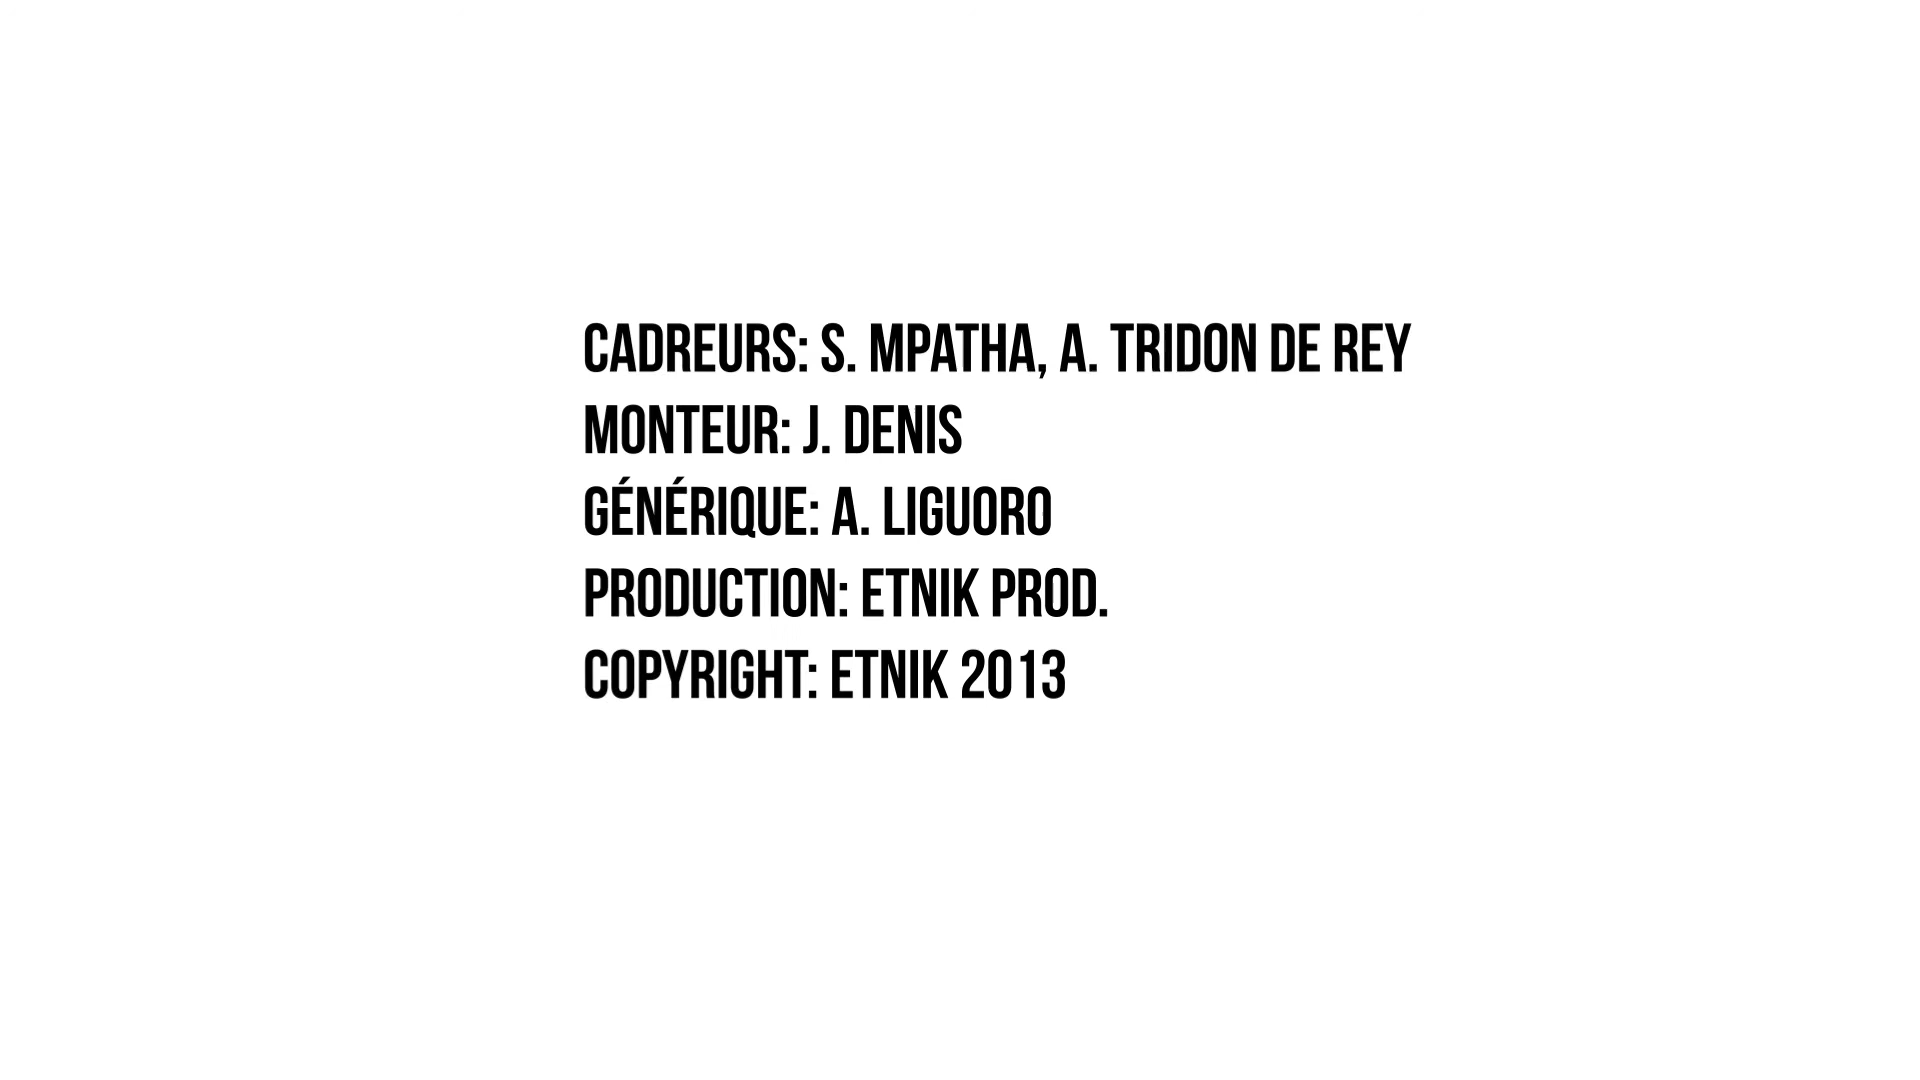 CADREURS: S. MPATHA, A. TRIDON DE REY
MONTEUR: J. DENIS
GÉNÉRIQUE: A. LIGUORO
PRODUCTION: ETNIK PROD.
COPYRIGHT: ETNIK 2013